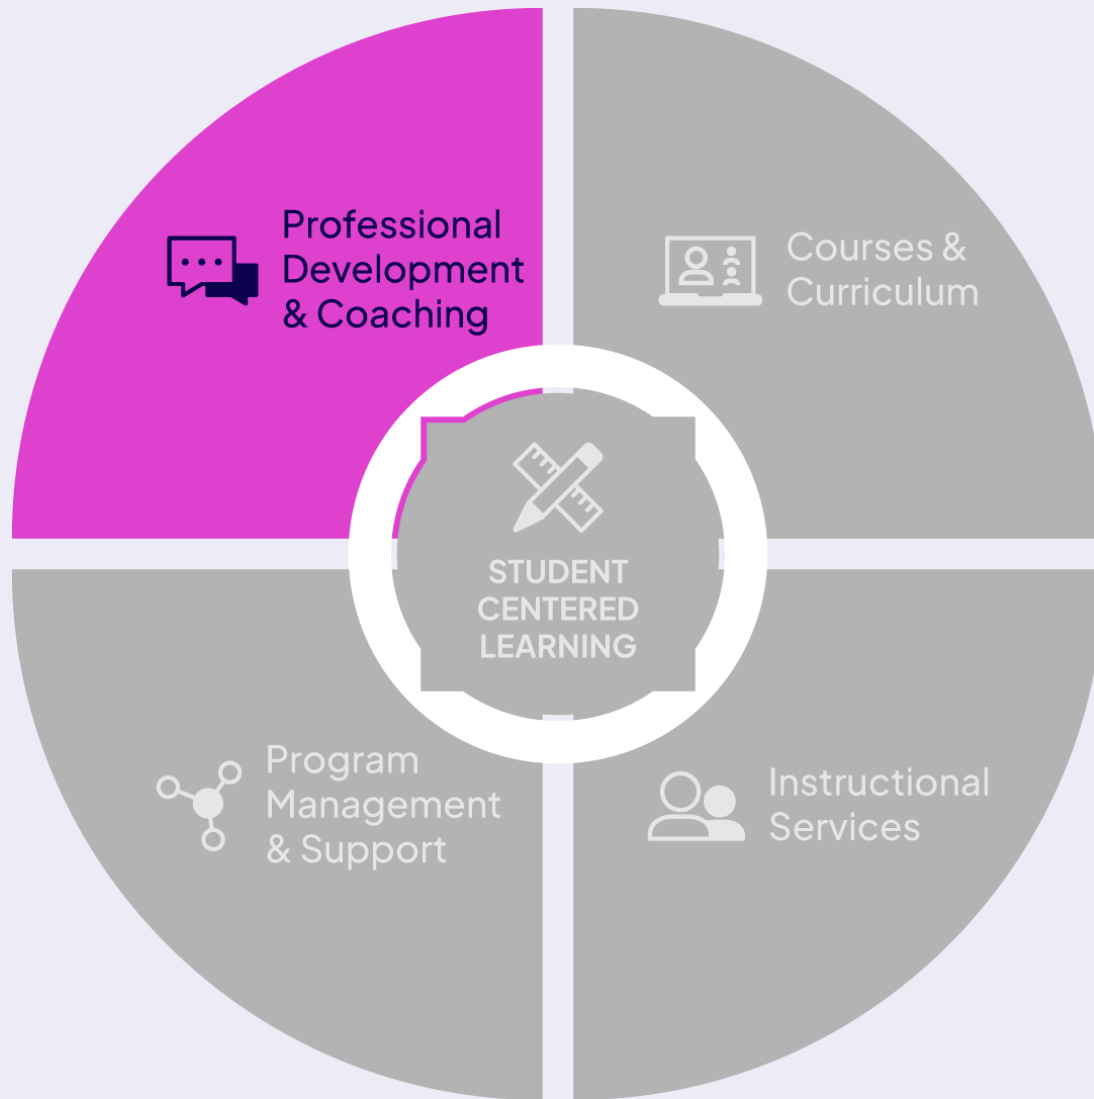 Professional
Development
& Coaching
Courses &
Curriculum
STUDENT
CENTERED
LEARNING
Program
Management
& Support
Instructional
Services